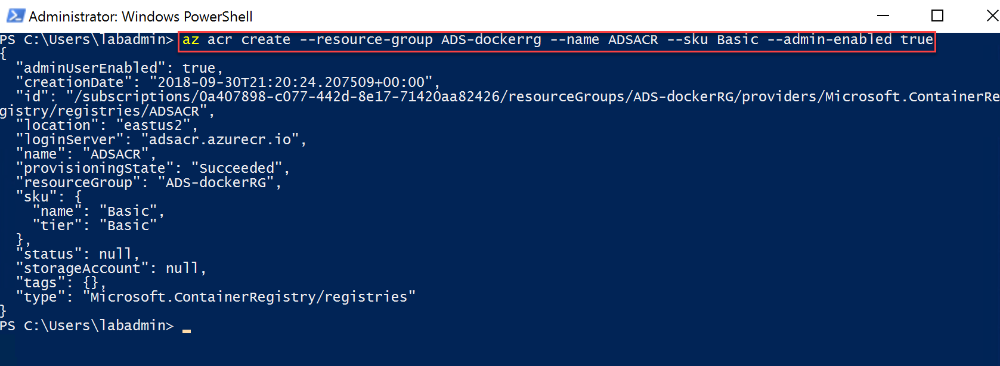 Administrator: Windows PowerShell
PS C:\Users\labadmin> az acr create --resource-group ADS-dockerrg --name ADSACR --sku Basic --admin-enabled true
{
  "adminUserEnabled": true,
  "creationDate": "2018-09-30T21:20:24.207509+00:00",
  "id": "/subscriptions/0a407898-c077-442d-8e17-71420aa82426/resourceGroups/ADS-dockerRG/providers/Microsoft.ContainerRe
gistry/registries/ADSACR",
  "location": "eastus2",
  "loginServer": "adsacr.azurecr.io",
  "name": "ADSACR",
  "provisioningState": "Succeeded",
  "resourceGroup": "ADS-dockerRG",
  "sku": {
    "name": "Basic",
    "tier": "Basic"
  },
  "status": null,
  "storageAccount": null,
  "tags": {},
  "type": "Microsoft.ContainerRegistry/registries"
}
PS C:\Users\labadmin> _